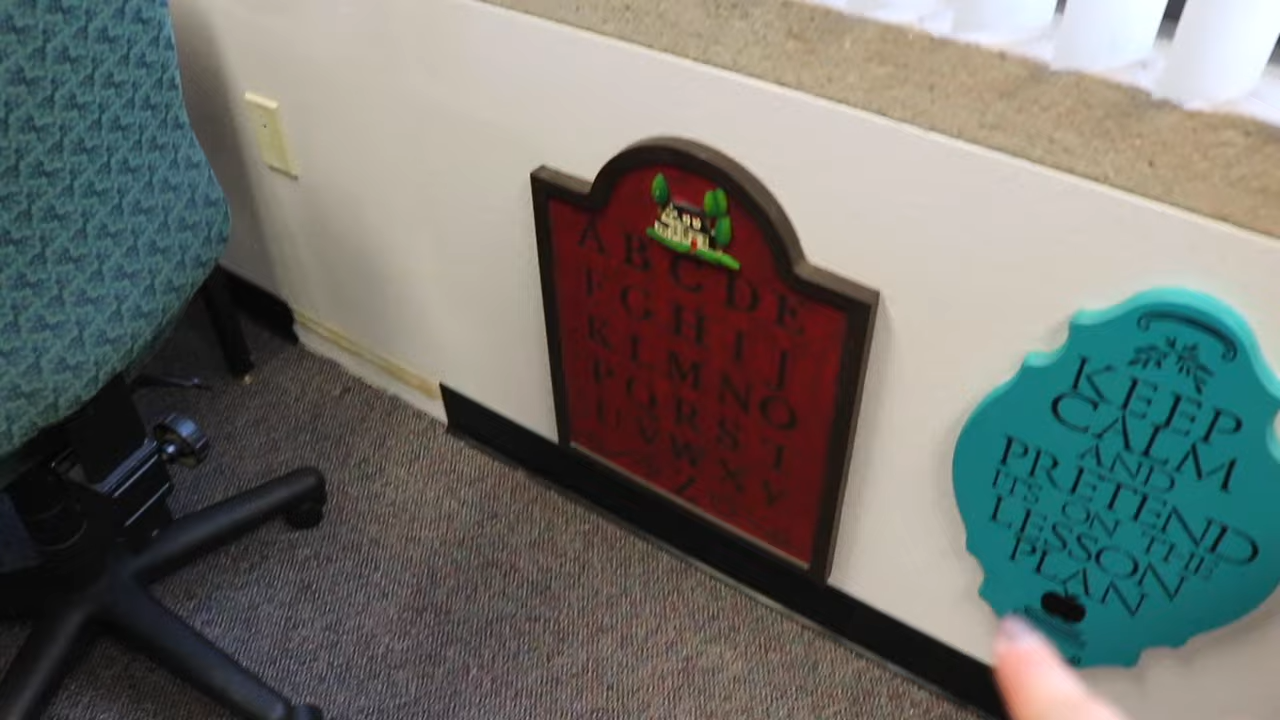 A B C D E
F G H I J
K L M N O
P Q R S T
U V W X Y
Z
KEEP
CALM
AND
PRETEND
IT'S ON THE
LESSON
PLAN